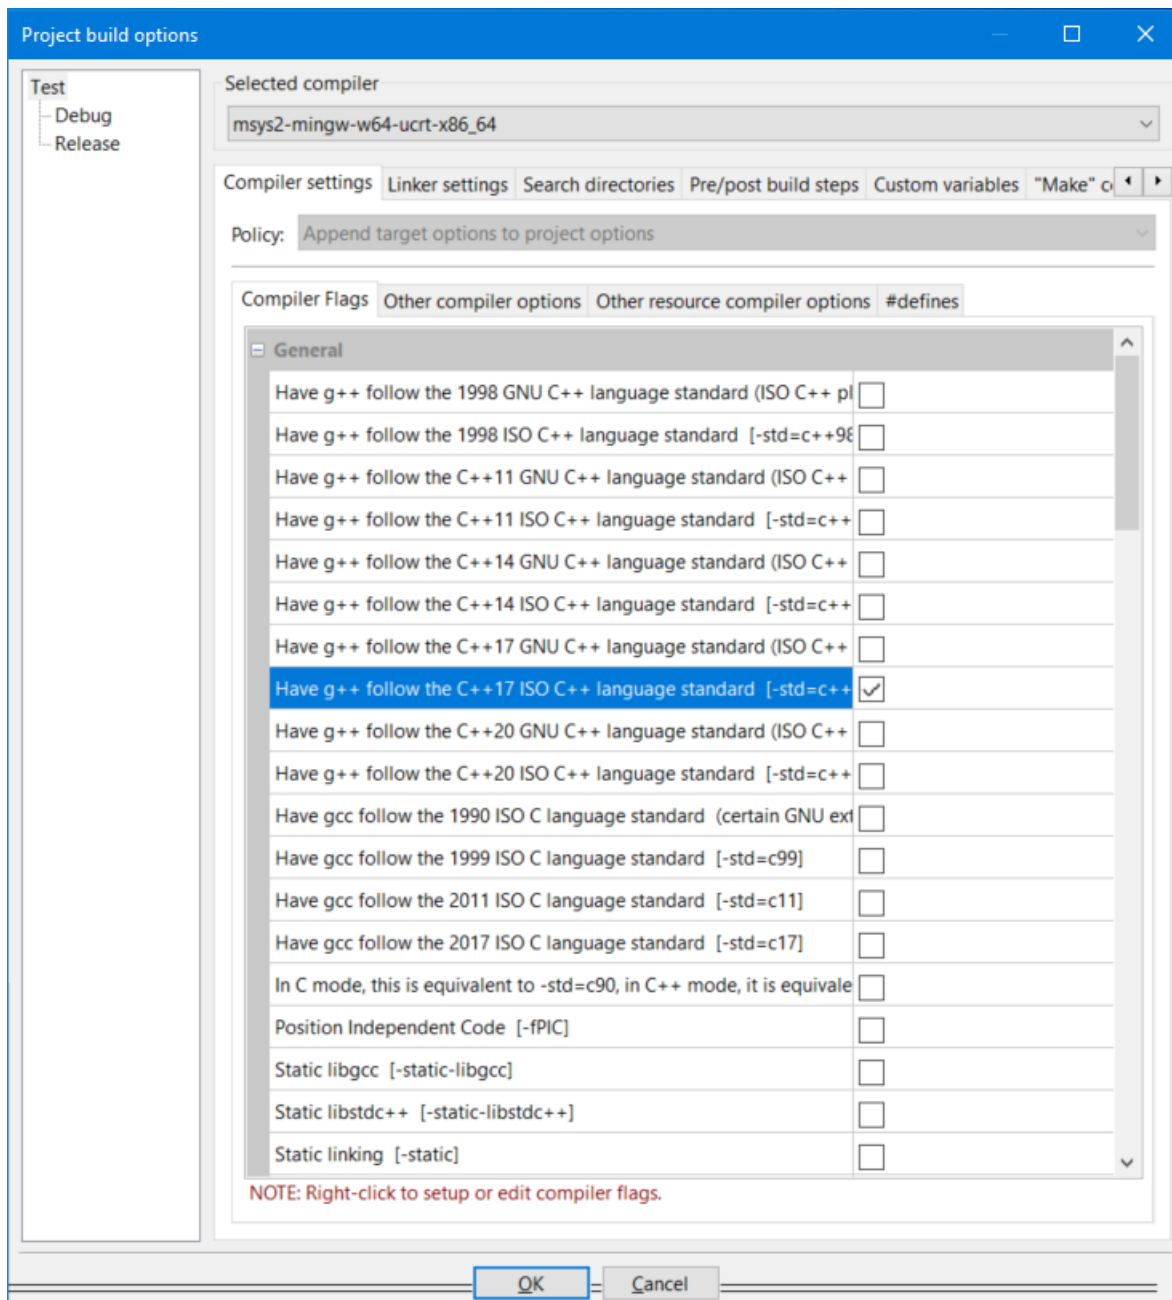 Project build options
Test
Debug
Release
Selected compiler
msys2-mingw-w64-ucrt-x86_64
Compiler settings Linker settings Search directories Pre/post build steps Custom variables "Make" c
Policy: Append target options to project options
Compiler Flags Other compiler options Other resource compiler options #defines
General
Have g++ follow the 1998 GNU C++ language standard (ISO C++ pl
Have g++ follow the 1998 ISO C++ language standard [-std=c++98
Have g++ follow the C++11 GNU C++ language standard (ISO C++
Have g++ follow the C++11 ISO C++ language standard [-std=c++
Have g++ follow the C++14 GNU C++ language standard (ISO C++
Have g++ follow the C++14 ISO C++ language standard [-std=c++
Have g++ follow the C++17 GNU C++ language standard (ISO C++
Have g++ follow the C++17 ISO C++ language standard [-std=c++
Have g++ follow the C++20 GNU C++ language standard (ISO C++
Have g++ follow the C++20 ISO C++ language standard [-std=c++
Have gcc follow the 1990 ISO C language standard (certain GNU ext
Have gcc follow the 1999 ISO C language standard [-std=c99]
Have gcc follow the 2011 ISO C language standard [-std=c11]
Have gcc follow the 2017 ISO C language standard [-std=c17]
In C mode, this is equivalent to -std=c90, in C++ mode, it is equivale
Position Independent Code [-fPIC]
Static libgcc [-static-libgcc]
Static libstdc++ [-static-libstdc++]
Static linking [-static]
NOTE: Right-click to setup or edit compiler flags.
OK Cancel